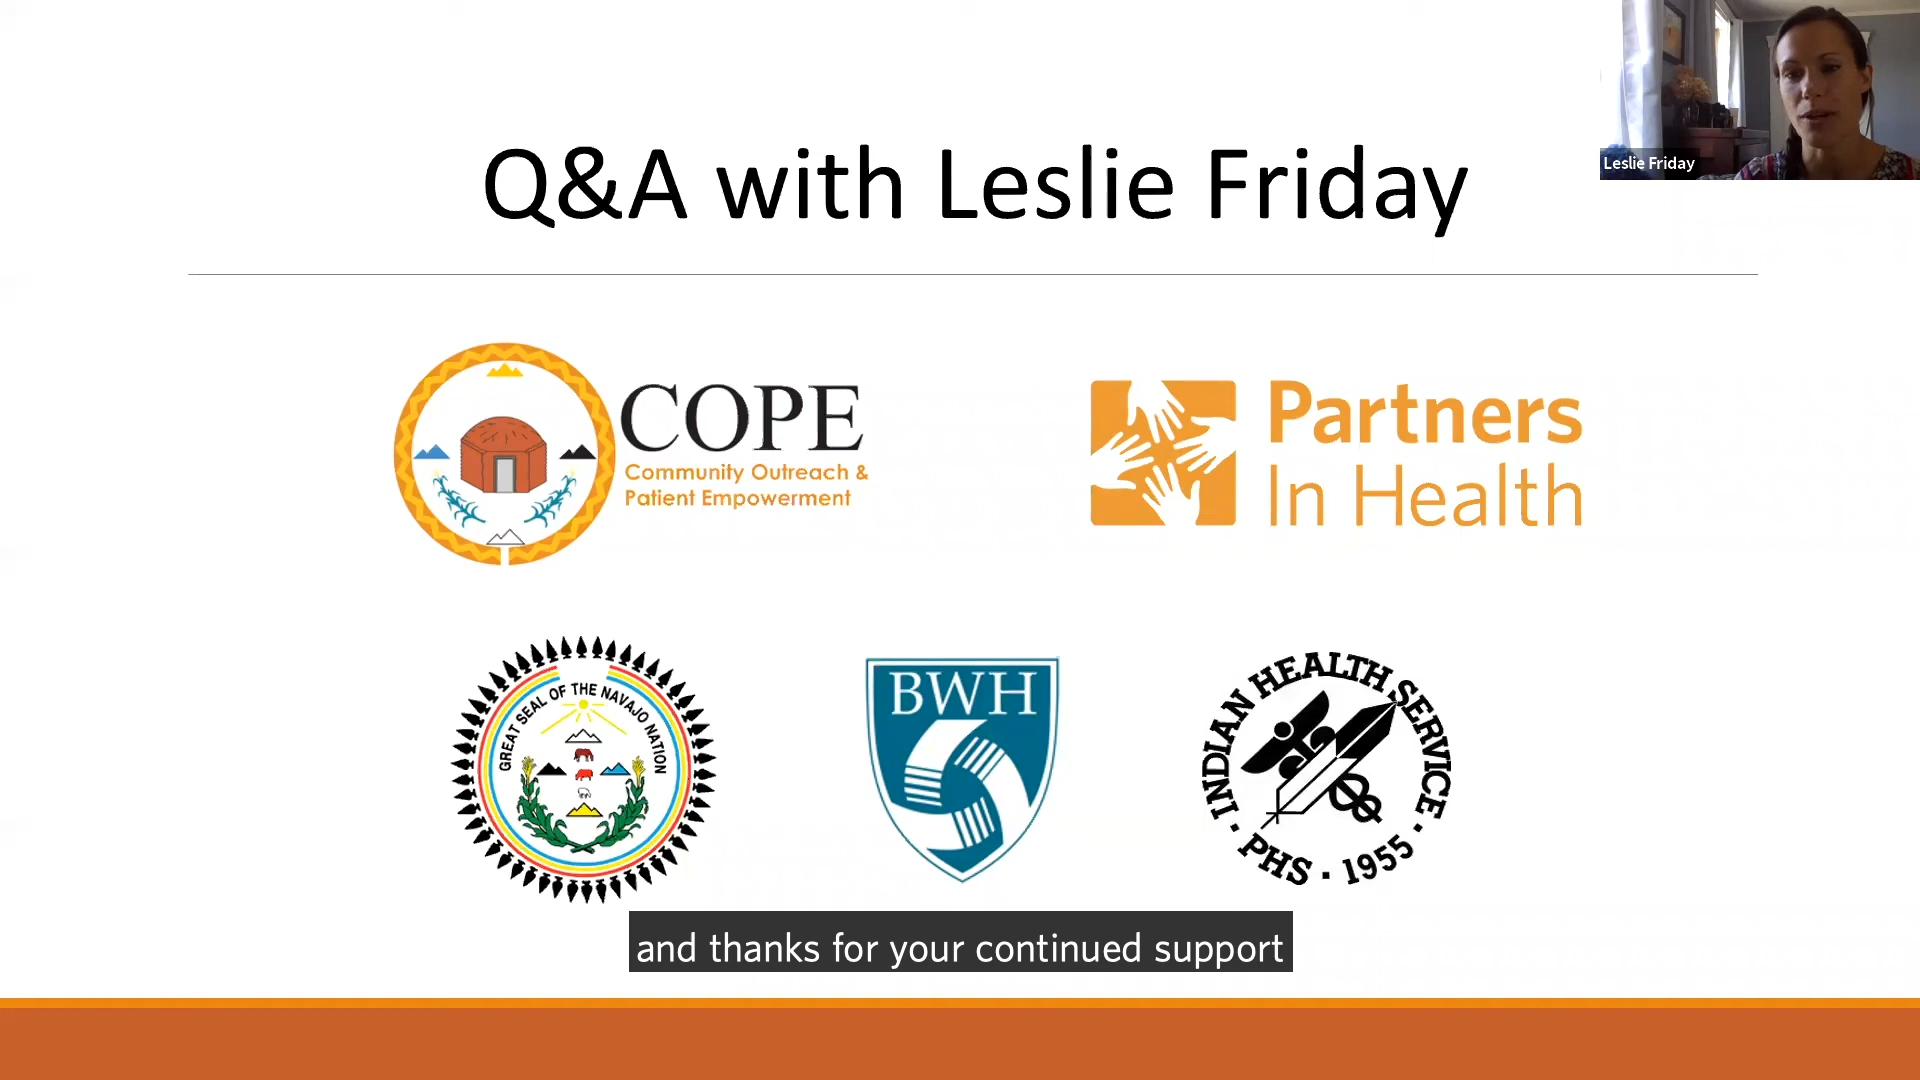 Q&A with Leslie Friday
Leslie Friday
COPE
Community Outreach &
Patient Empowerment
Partners
In Health
GREAT SEAL OF THE NAVAJO NATION
BWH
INDIAN HEALTH SERVICE
· PHS · 1955 ·
and thanks for your continued support